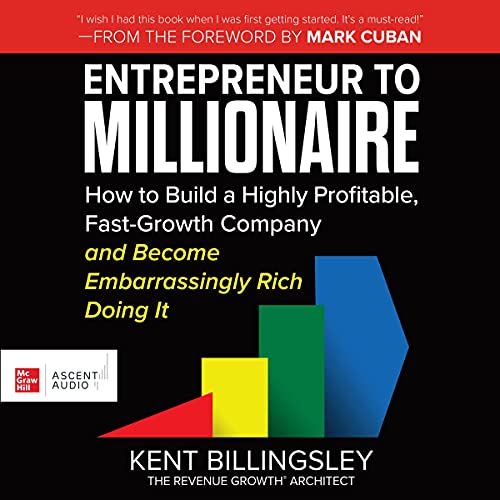 "I wish I had this book when I was first getting started. It's a must-read!"
—FROM THE FOREWORD BY MARK CUBAN
ENTREPRENEUR TO
MILLIONAIRE
How to Build a Highly Profitable,
Fast-Growth Company
and Become
Embarrassingly Rich
Doing It
Mc
Graw
Hill
ASCENT
AUDIO
KENT BILLINGSLEY
THE REVENUE GROWTH® ARCHITECT